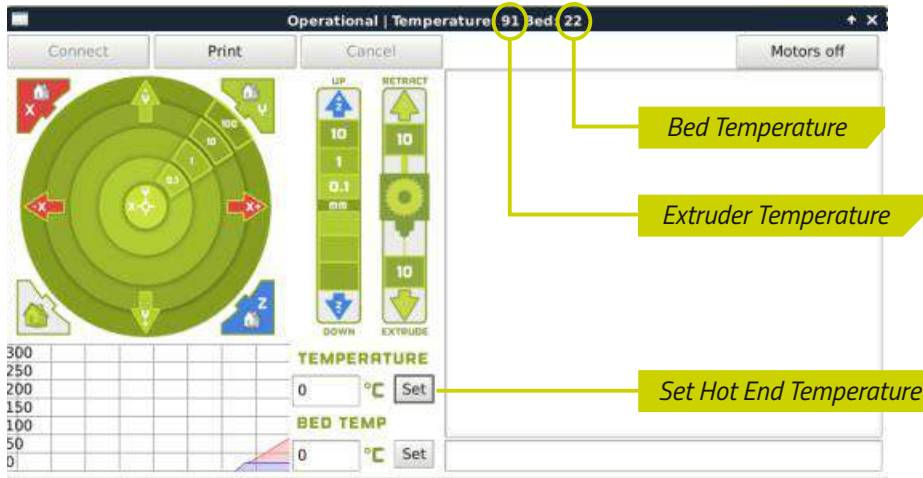 Operational | Temperature: 91 Bed: 22
Connect Print Cancel Motors off
UP RETRACT
X Y
Y
100
10
1
0.1
10 10
1
0.1
mm
-X X+
Y
X
10
Z
Z
Y
DOWN EXTRUDE
Bed Temperature
Extruder Temperature
300
250
200
150
100
50
0
TEMPERATURE
0 °C Set
Set Hot End Temperature
BED TEMP
0 °C Set